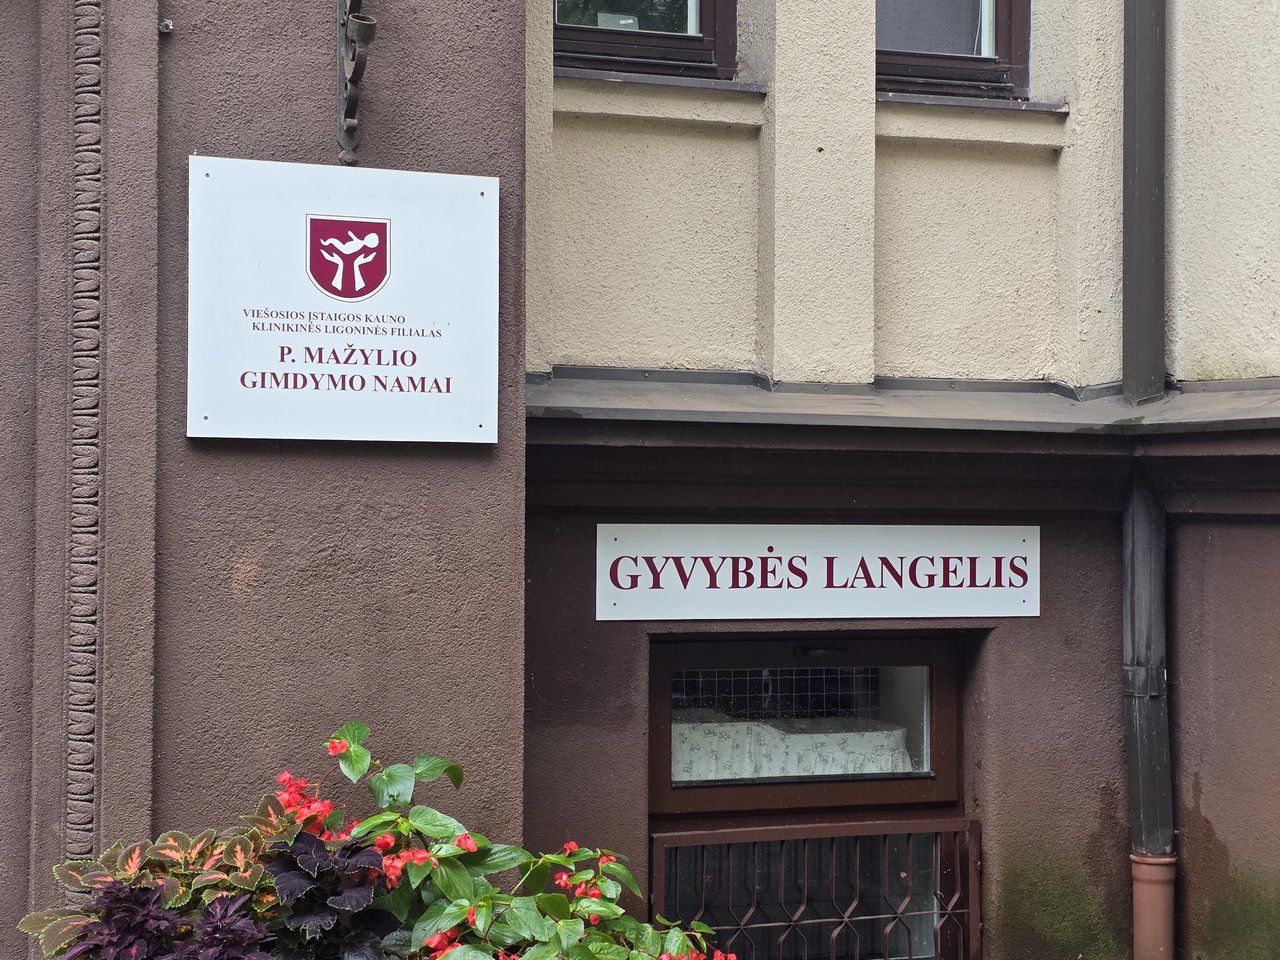 VIEŠOSIOS ĮSTAIGOS KAUNO
KLINIKINĖS LIGONINĖS FILIALAS
P. MAŽYLIO
GIMDYMO NAMAI
GYVYBĖS LANGELIS